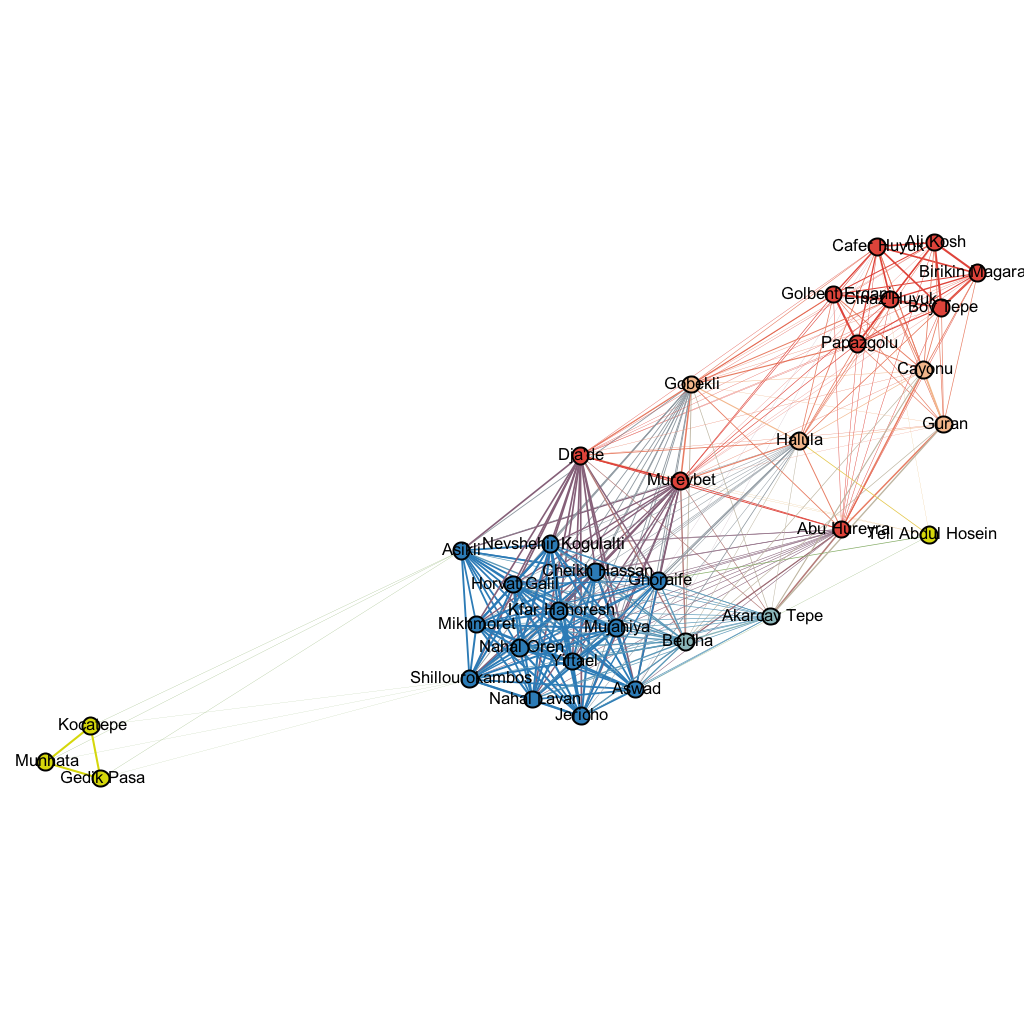 Cafer Huyuk
Ali Kosh
Birikin Magara
Golbent Ergani
Cinaz Huyuk
Boy Tepe
Papazgolu
Cayonu
Gobekli
Guran
Halula
Dja'de
Mureybet
Abu Hureyra
Tell Abdul Hosein
Nevshehir Kogulalti
Asikli
Cheikh Hassan
Ghoraife
Horvat Galil
Kfar Hahoresh
Akarcay Tepe
Mikhmoret
Mujahiya
Beidha
Nahal Oren
Yiftael
Shillourokambos
Aswad
Nahal Lavan
Jericho
Kocatepe
Munhata
Gedik Pasa